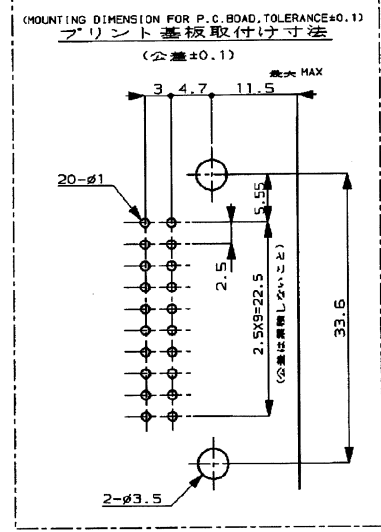 (MOUNTING DIMENSION FOR P.C.BOAD,TOLERANCE±0.1)
プリント基板取付け寸法
(公差±0.1)
最大 MAX
3 4.7 11.5
20-ø1
5.55
2.5
2.5X9=22.5
(公差は累積しないこと)
33.6
2-ø3.5